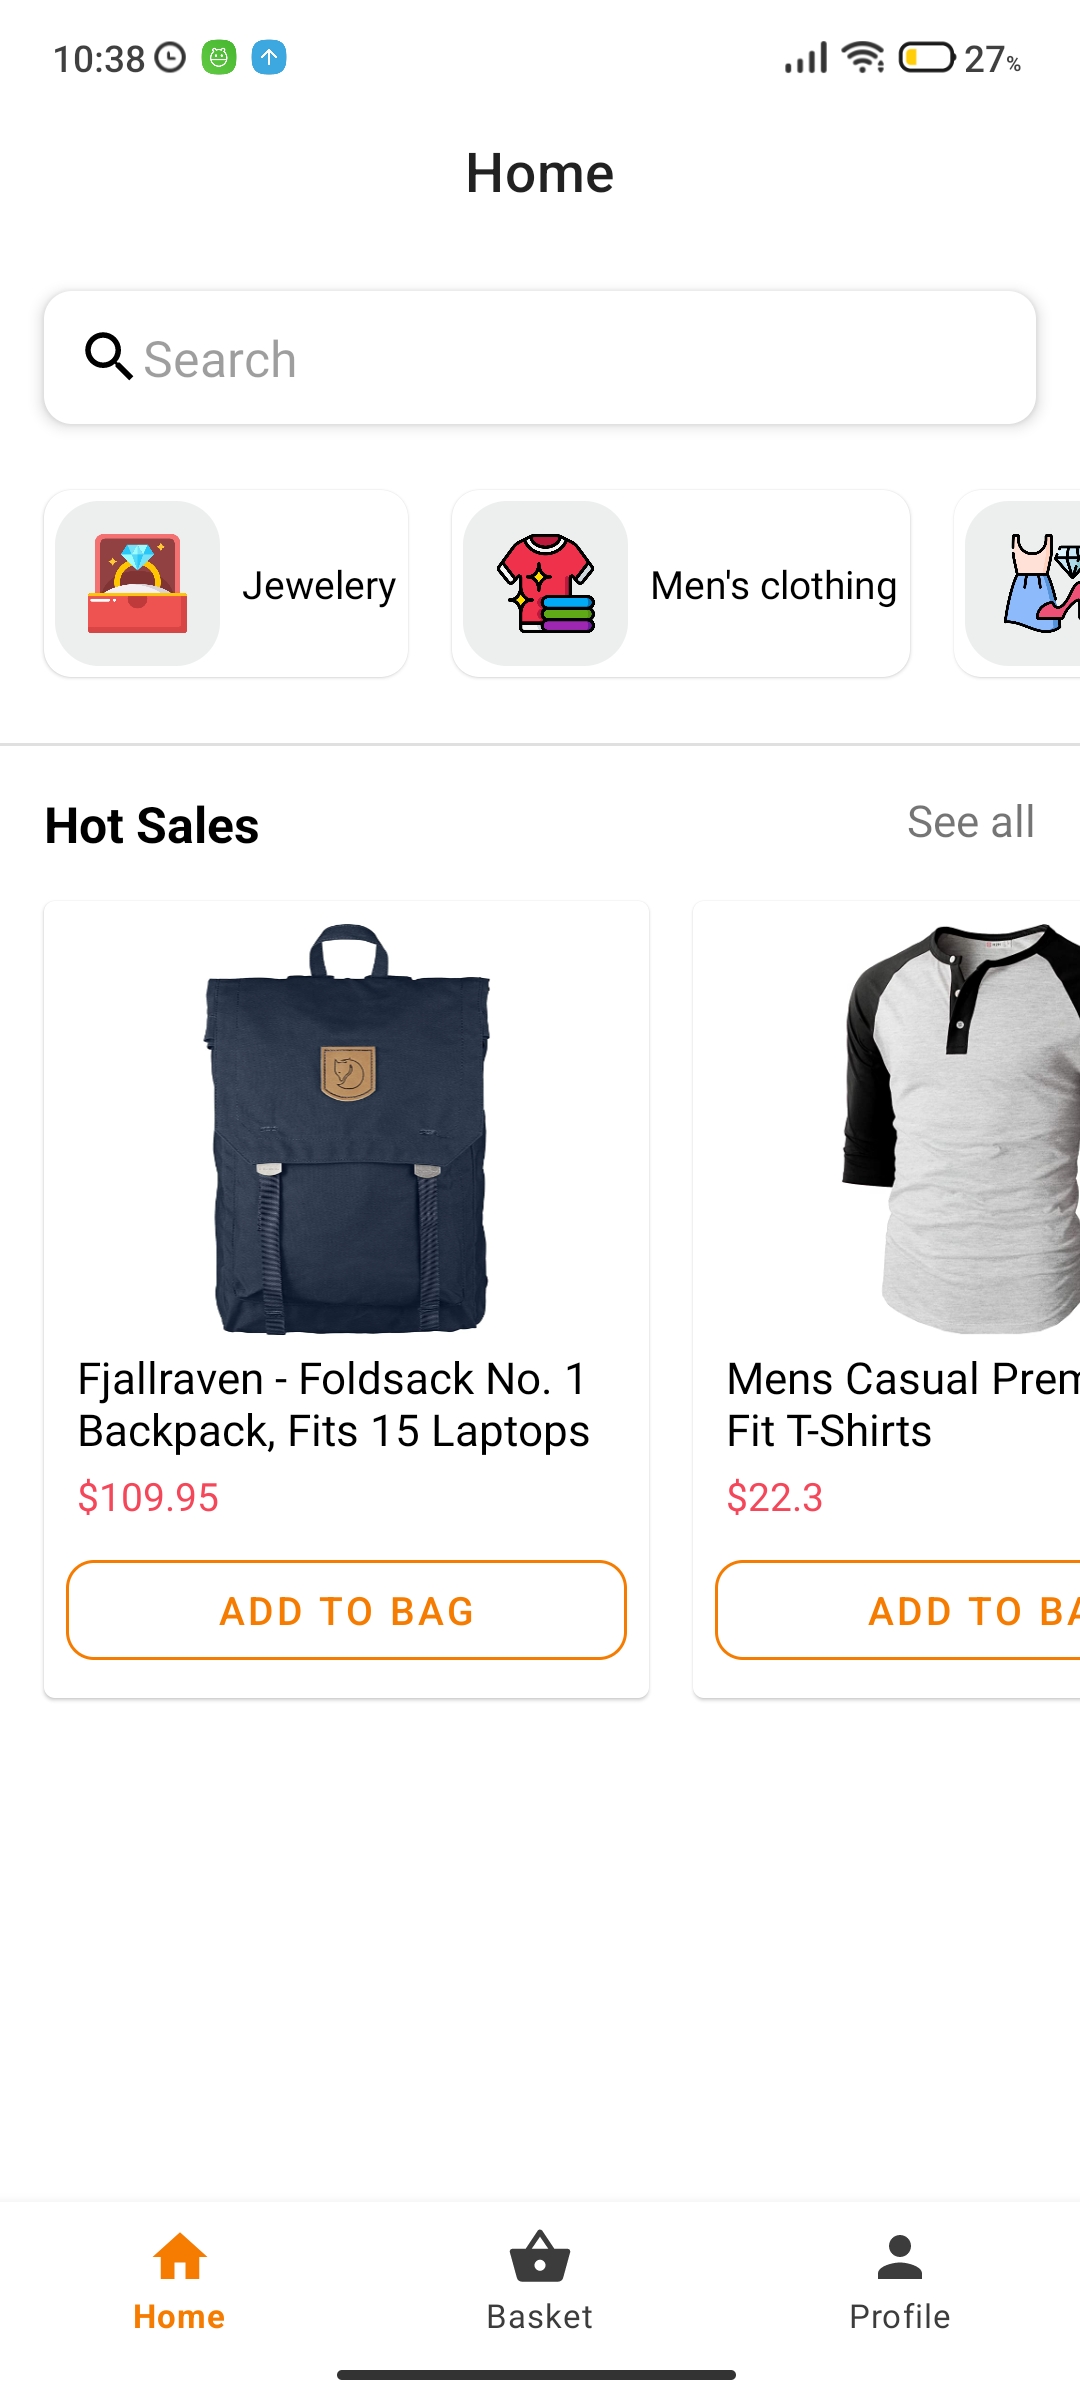 10:38
27%
Home
Search
Jewelery
Men's clothing
Hot Sales
See all
Fjallraven - Foldsack No. 1
Backpack, Fits 15 Laptops
$109.95
ADD TO BAG
Mens Casual Prem
Fit T-Shirts
$22.3
ADD TO BA
Home
Basket
Profile